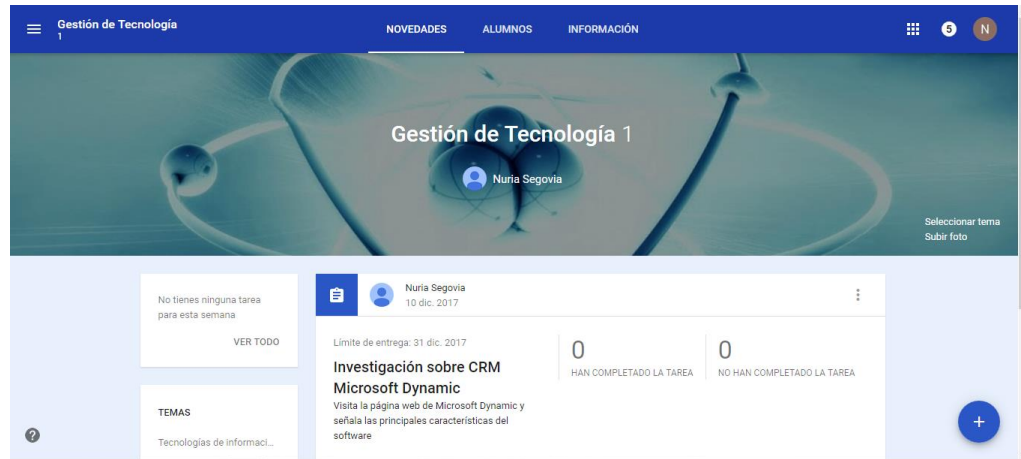 Gestión de Tecnología
1
NOVEDADES
ALUMNOS
INFORMACIÓN
5
N
Gestión de Tecnología 1
Nuria Segovia
Seleccionar tema
Subir foto
No tienes ninguna tarea
para esta semana
VER TODO
TEMAS
Tecnologías de informaci...
Nuria Segovia
10 dic. 2017
Límite de entrega: 31 dic. 2017
Investigación sobre CRM
Microsoft Dynamic
Visita la página web de Microsoft Dynamic y
señala las principales características del
software
0
HAN COMPLETADO LA TAREA
0
NO HAN COMPLETADO LA TAREA